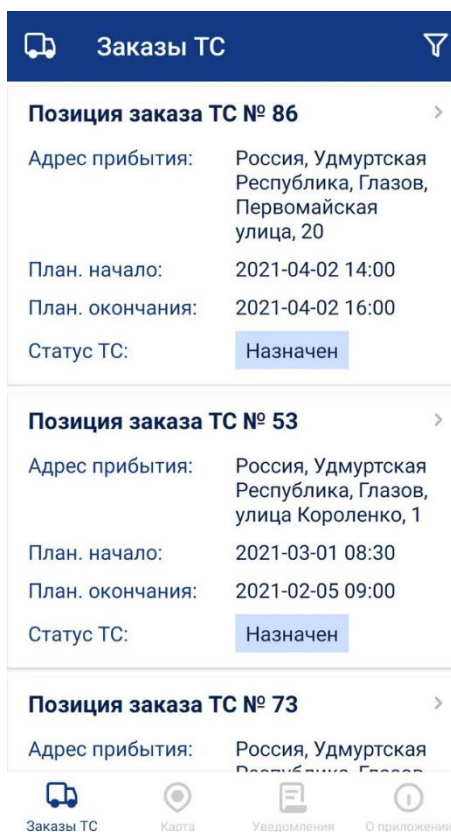 Заказы ТС
Позиция заказа ТС № 86
Адрес прибытия: Россия, Удмуртская
Республика, Глазов,
Первомайская
улица, 20
План. начало: 2021-04-02 14:00
План. окончания: 2021-04-02 16:00
Статус ТС: Назначен
Позиция заказа ТС № 53
Адрес прибытия: Россия, Удмуртская
Республика, Глазов,
улица Короленко, 1
План. начало: 2021-03-01 08:30
План. окончания: 2021-02-05 09:00
Статус ТС: Назначен
Позиция заказа ТС № 73
Адрес прибытия: Россия, Удмуртская
Республика, Глазов
Заказы ТС Карта Уведомления О приложении